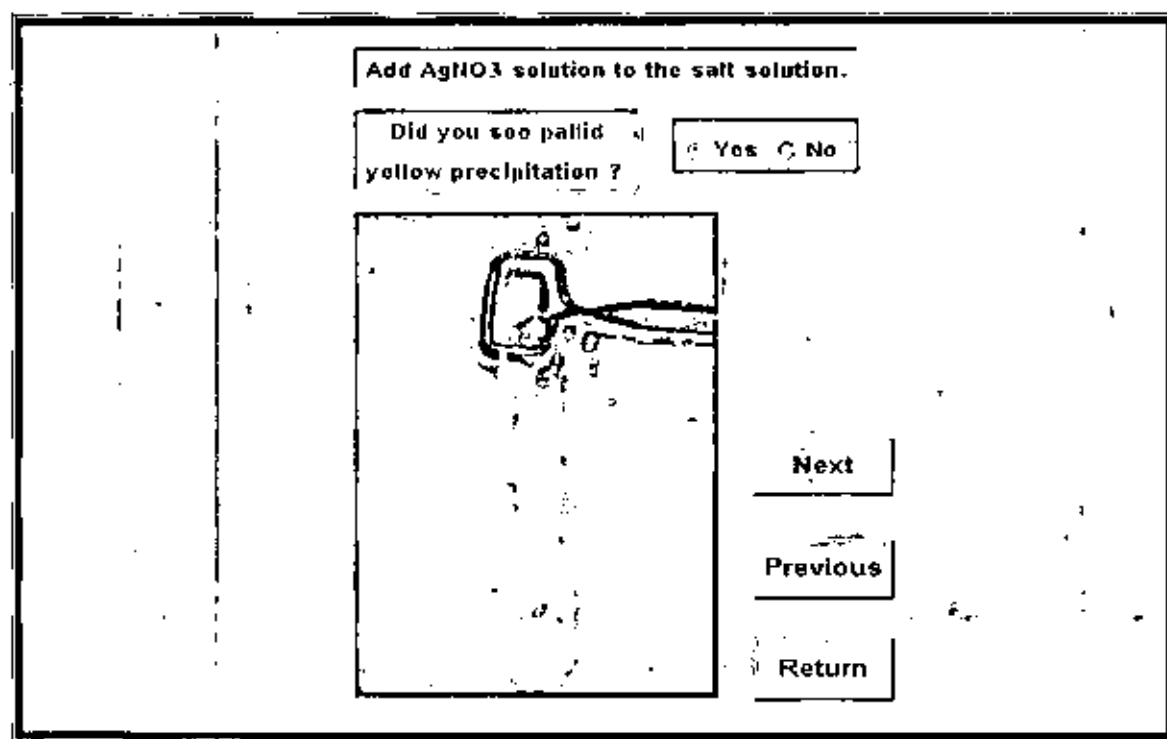 Add AgNO3 solution to the salt solution.
Did you see pallid
yellow precipitation ?
Yes No
Next
Previous
Return